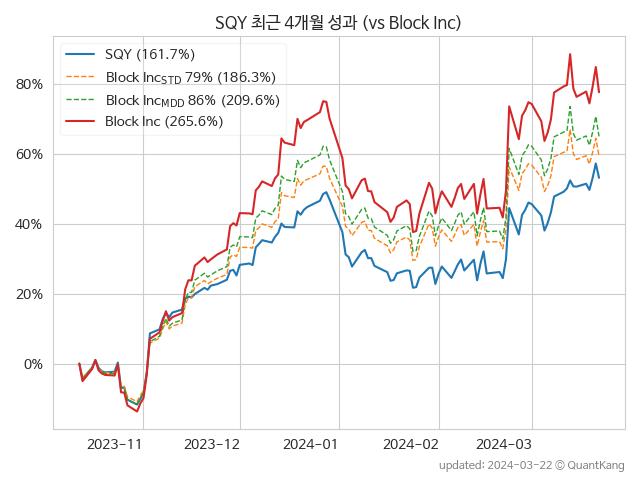 SQY 최근 4개월 성과 (vs Block Inc)
SQY (161.7%)
Block Inc_STD 79% (186.3%)
Block Inc_MDD 86% (209.6%)
Block Inc (265.6%)
80%
60%
40%
20%
0%
2023-11 2023-12 2024-01 2024-02 2024-03
updated: 2024-03-22 © QuantKang